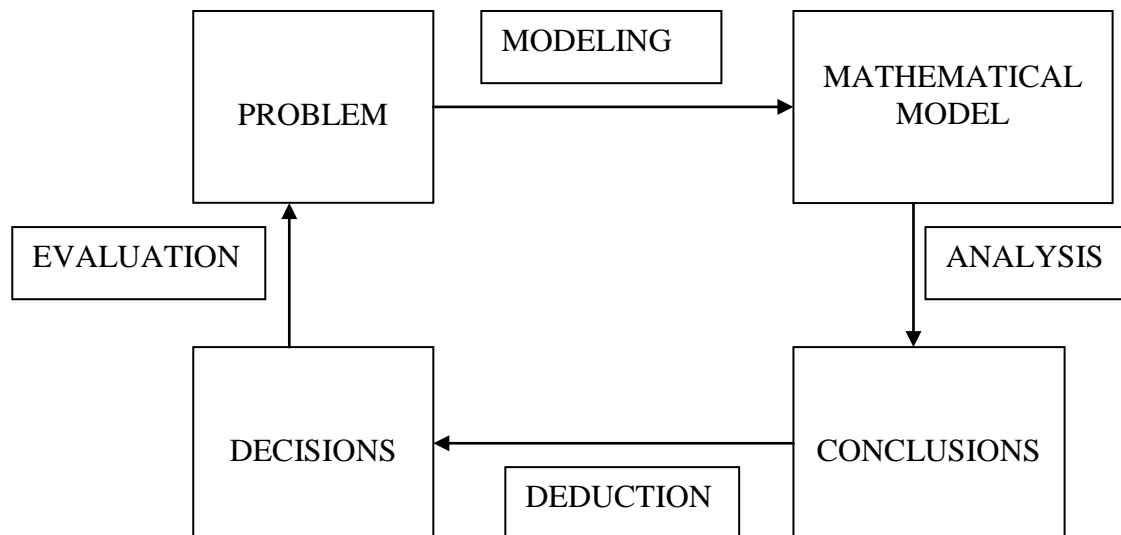 MODELING
PROBLEM
MATHEMATICAL
MODEL
EVALUATION
ANALYSIS
DECISIONS
CONCLUSIONS
DEDUCTION